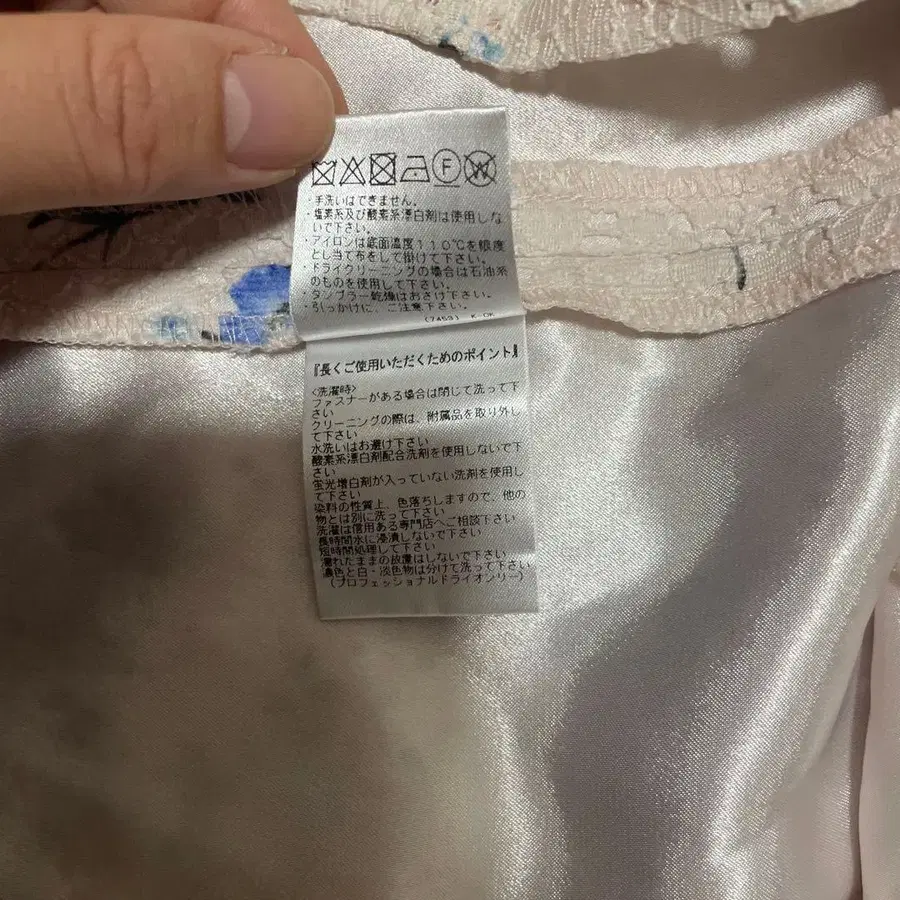 F W
・手洗いはできません。
・塩素系及び酸素系漂白剤は使用しな
いで下さい。
・アイロンは底面温度110℃を限度
とし当て布をして掛けて下さい。
・ドライクリーニングの場合は石油系
のものを使用して下さい。
・タンブラー乾燥はおさけ下さい。
・引っかけに、ご注意下さい。
(7453) K-OK
『長くご使用いただくためのポイント』
<洗濯時>
ファスナーがある場合は閉じて洗って下
さい
クリーニングの際は、附属品を取り外し
て下さい
水洗いはお避け下さい
酸素系漂白剤配合洗剤を使用しないで下
さい
蛍光増白剤が入っていない洗剤を使用し
て下さい
染料の性質上、色落ちしますので、他の
物とは別に洗って下さい
洗濯は信用ある専門店へご相談下さい
長時間水に浸漬しないで下さい
短時間処理して下さい
濡れたままの放置はしないで下さい
濃色と白・淡色物は分けて洗って下さい
(プロフェッショナルドライオンリー)